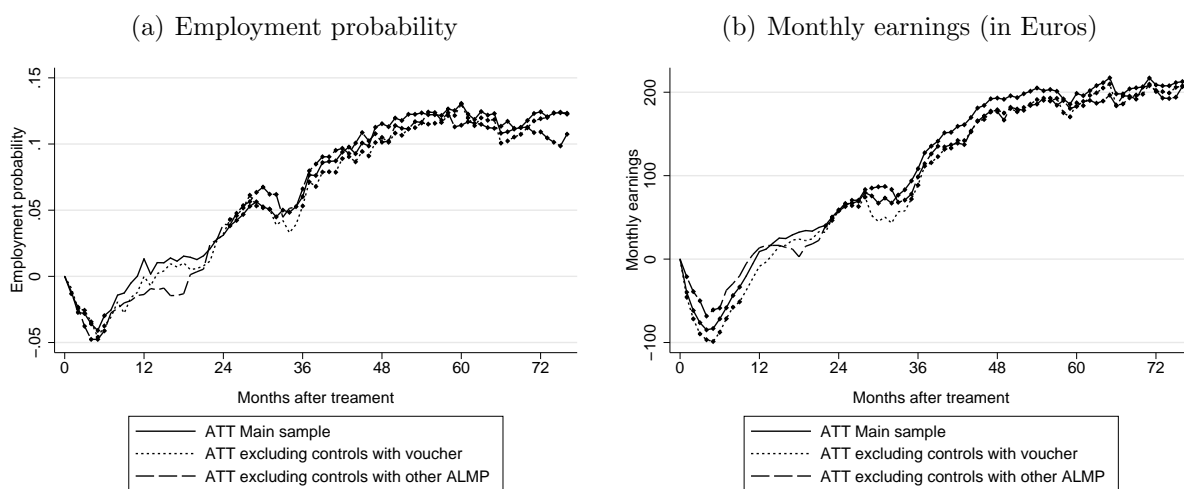 (a) Employment probability
Employment probability
.15
.1
.05
0
-.05
0 12 24 36 48 60 72
Months after treament
ATT Main sample
ATT excluding controls with voucher
ATT excluding controls with other ALMP
(b) Monthly earnings (in Euros)
Monthly earnings
200
100
0
-100
0 12 24 36 48 60 72
Months after treament
ATT Main sample
ATT excluding controls with voucher
ATT excluding controls with other ALMP